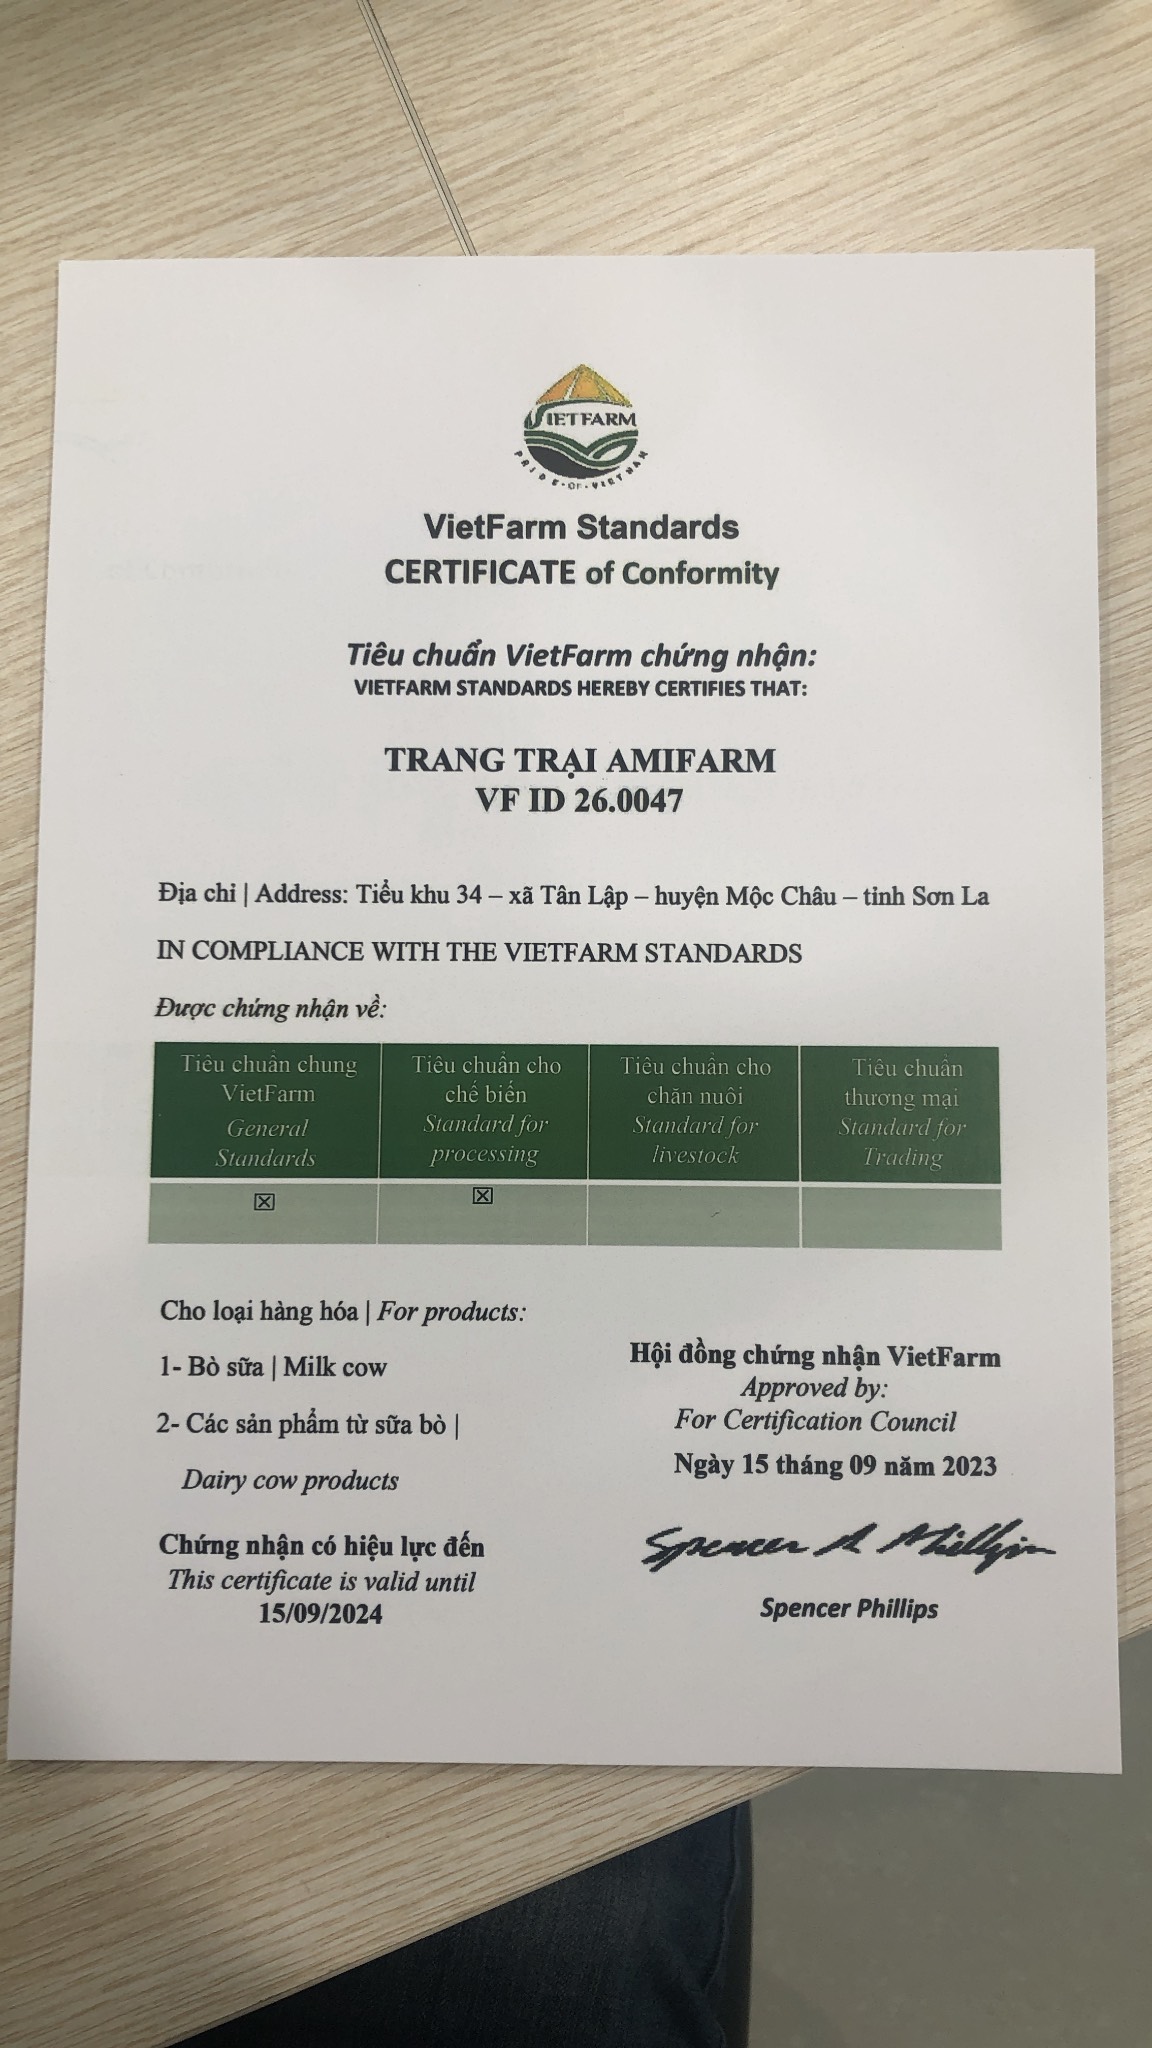 VIETFARM
PRIDE-OF-VIETNAM
VietFarm Standards
CERTIFICATE of Conformity
Tiêu chuẩn VietFarm chứng nhận:
VIETFARM STANDARDS HEREBY CERTIFIES THAT:
TRANG TRẠI AMIFARM
VF ID 26.0047
Địa chỉ | Address: Tiểu khu 34 – xã Tân Lập – huyện Mộc Châu – tỉnh Sơn La
IN COMPLIANCE WITH THE VIETFARM STANDARDS
Được chứng nhận về:
Tiêu chuẩn chung
VietFarm
General
Standards
Tiêu chuẩn cho
chế biến
Standard for
processing
Tiêu chuẩn cho
chăn nuôi
Standard for
livestock
Tiêu chuẩn
thương mại
Standard for
Trading
☒ ☒
Cho loại hàng hóa | For products:
1- Bò sữa | Milk cow
2- Các sản phẩm từ sữa bò |
Dairy cow products
Chứng nhận có hiệu lực đến
This certificate is valid until
15/09/2024
Hội đồng chứng nhận VietFarm
Approved by:
For Certification Council
Ngày 15 tháng 09 năm 2023
Spencer A Phillips
Spencer Phillips